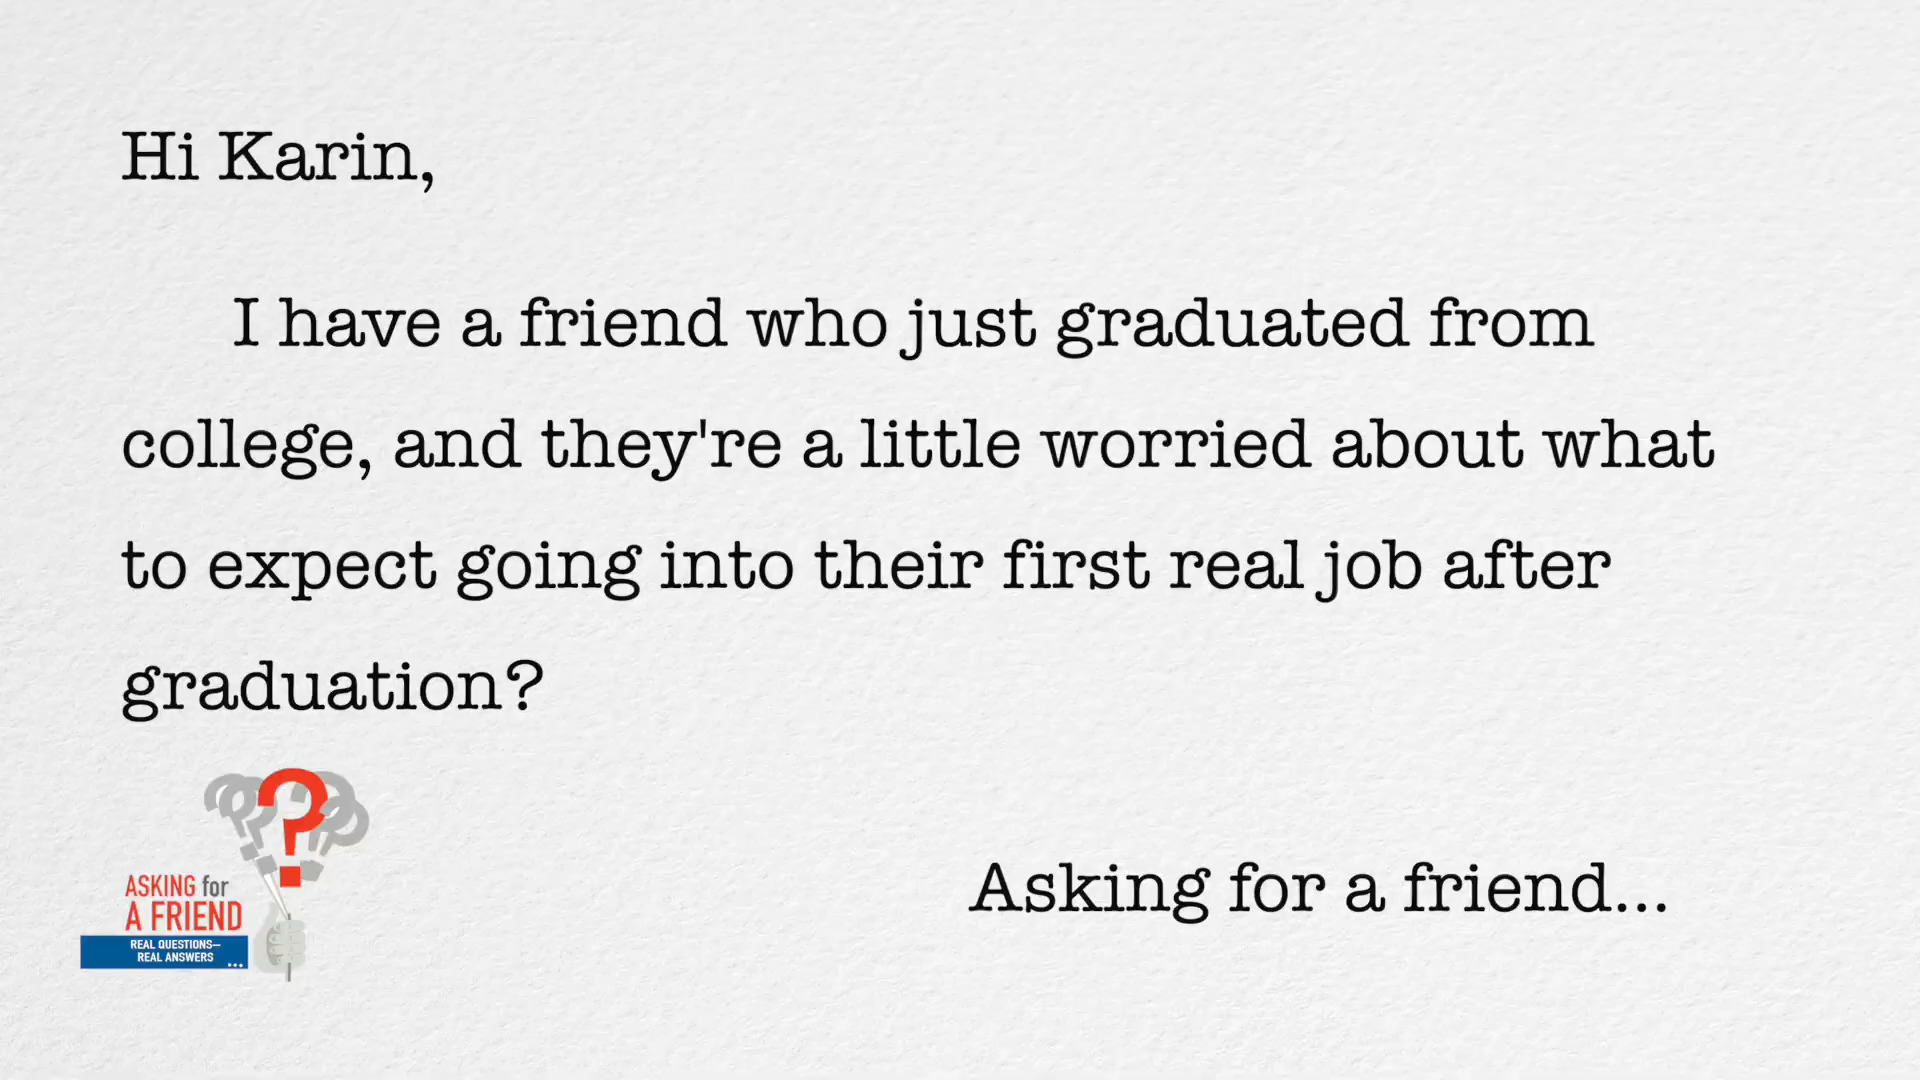 Hi Karin,
I have a friend who just graduated from
college, and they're a little worried about what
to expect going into their first real job after
graduation?
ASKING for
A FRIEND
REAL QUESTIONS—
REAL ANSWERS ...
Asking for a friend...